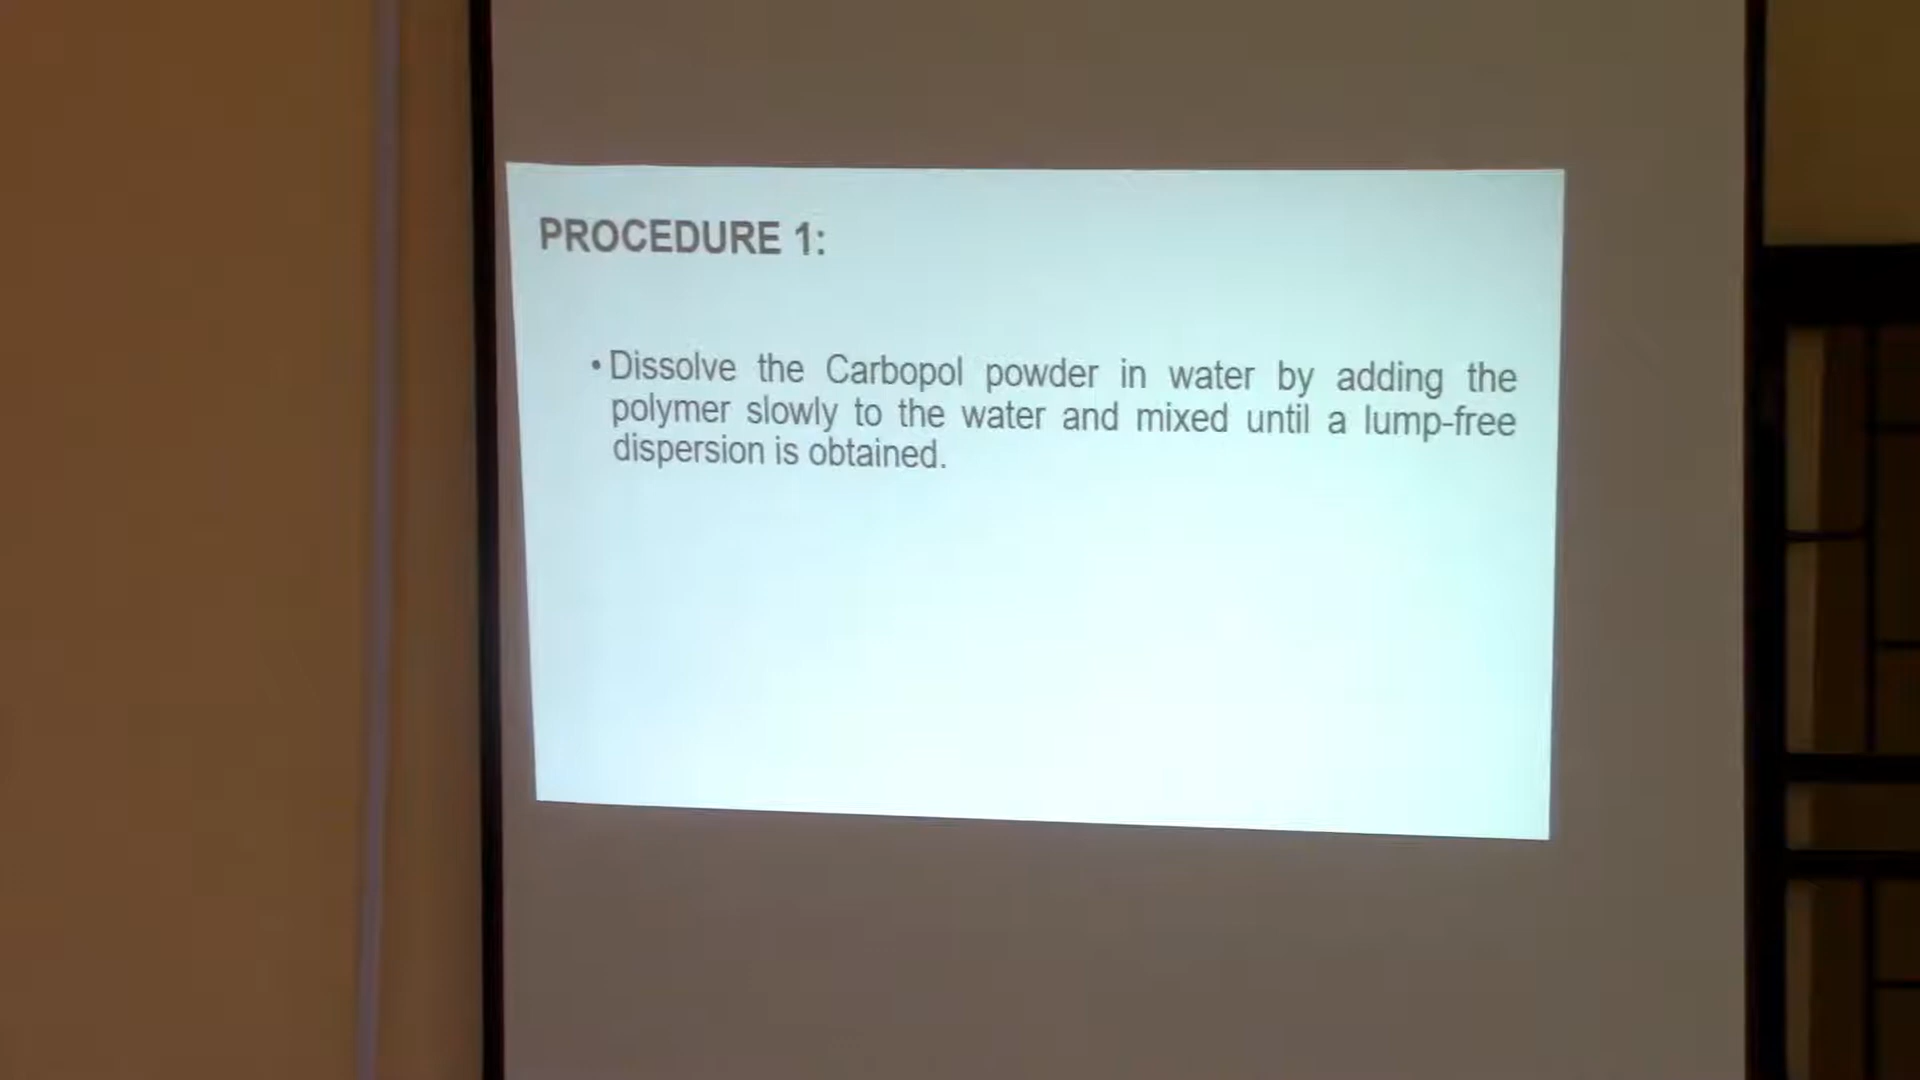 PROCEDURE 1:
• Dissolve the Carbopol powder in water by adding the
polymer slowly to the water and mixed until a lump-free
dispersion is obtained.